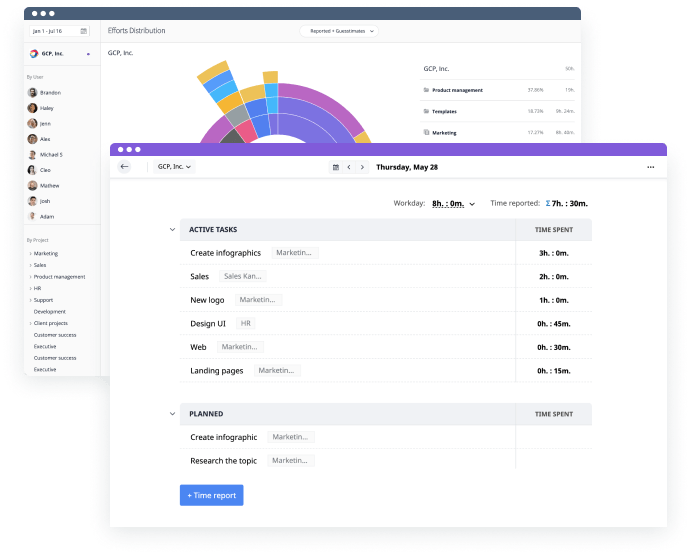 Jan 1 - Jul 16
Efforts Distribution
Reported + Guesstimates
GCP, Inc.
GCP, Inc.
By User
Brandon
Haley
Jenn
Alex
Michael S
Cleo
Mathew
Josh
Adam
By Project
Marketing
Sales
Product management
HR
Support
Development
Client projects
Customer success
Executive
Customer success
Executive
GCP, Inc. 50h.
Product management 37.86% 19h.
Templates 18.73% 9h. 24m.
Marketing 17.27% 8h. 40m.
GCP, Inc. Thursday, May 28
Workday: 8h. : 0m. Time reported: Σ 7h. : 30m.
ACTIVE TASKS TIME SPENT
Create infographics Marketin... 3h. : 0m.
Sales Sales Kan... 2h. : 0m.
New logo Marketin... 1h. : 0m.
Design UI HR 0h. : 45m.
Web Marketin... 0h. : 30m.
Landing pages Marketin... 0h. : 15m.
PLANNED TIME SPENT
Create infographic Marketin...
Research the topic Marketin...
+ Time report